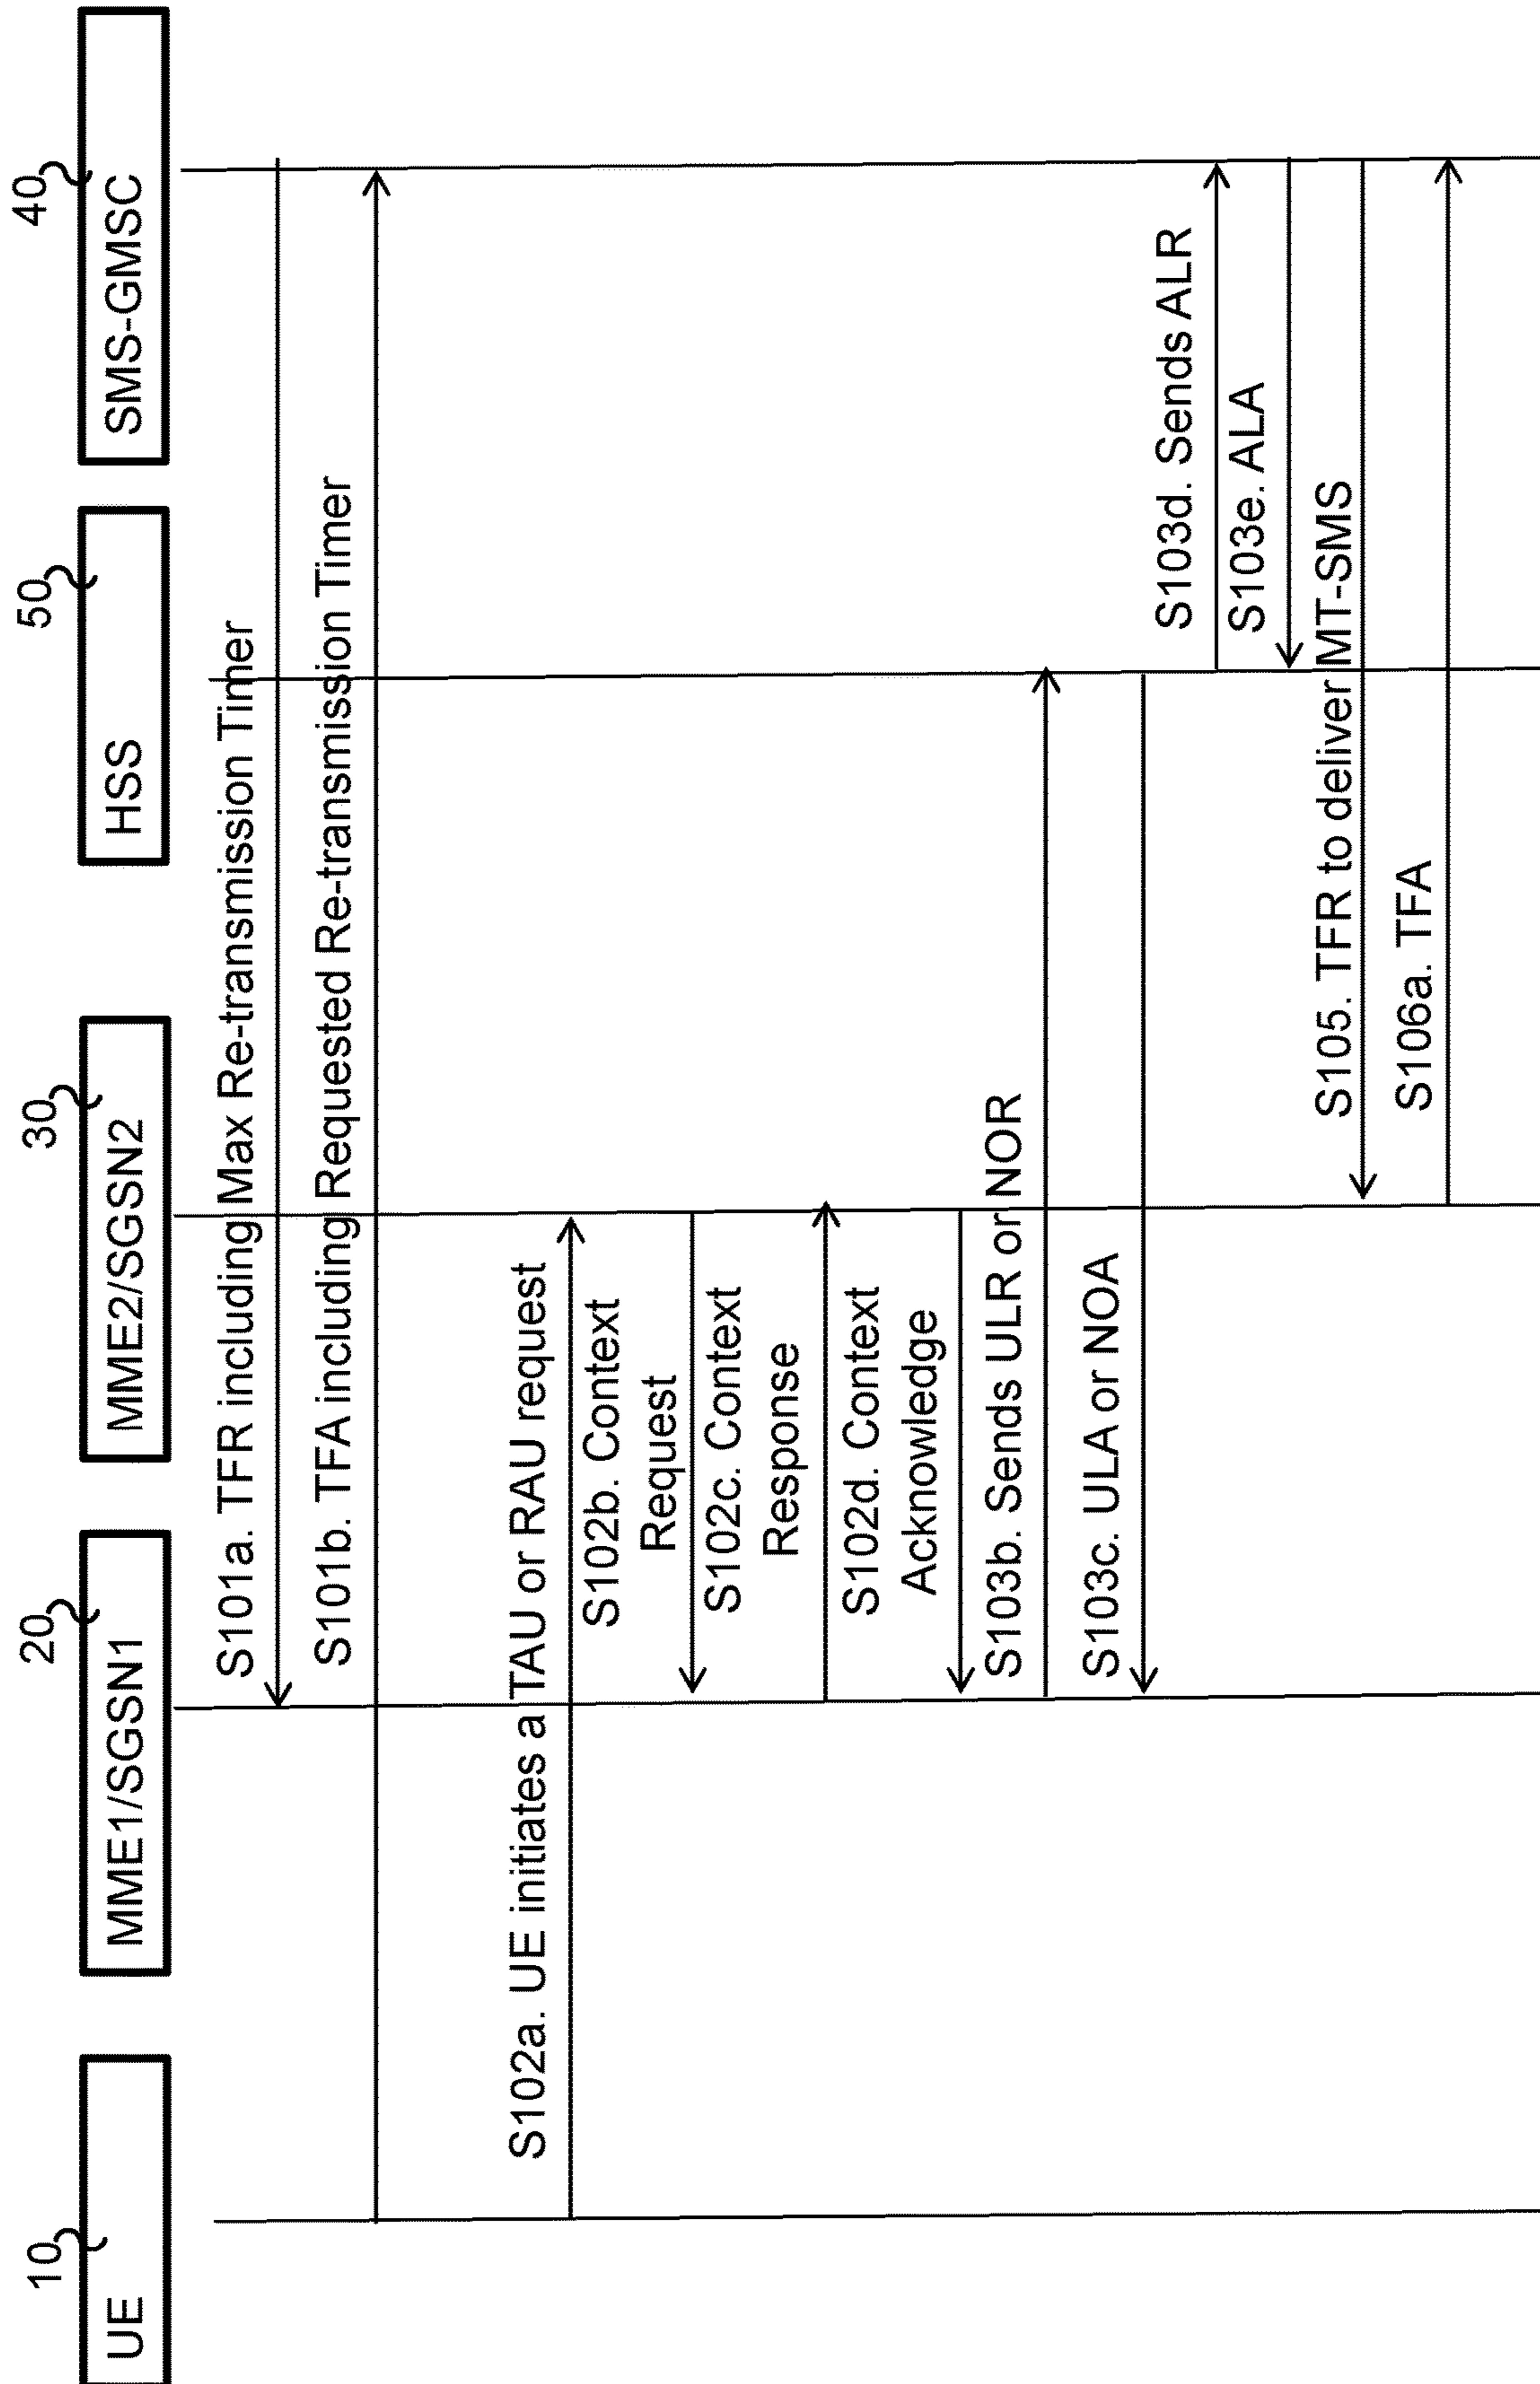 10
20
30
50
40
UE
MME1/SGSN1
MME2/SGSN2
HSS
SMS-GMSC
S101a. TFR including Max Re-transmission Timer
S101b. TFA including Requested Re-transmission Timer
S102a. UE initiates a TAU or RAU request
S102b. Context
Request
S102c. Context
Response
S102d. Context
Acknowledge
S103b. Sends ULR or NOR
S103c. ULA or NOA
S103d. Sends ALR
S103e. ALA
S105. TFR to deliver MT-SMS
S106a. TFA